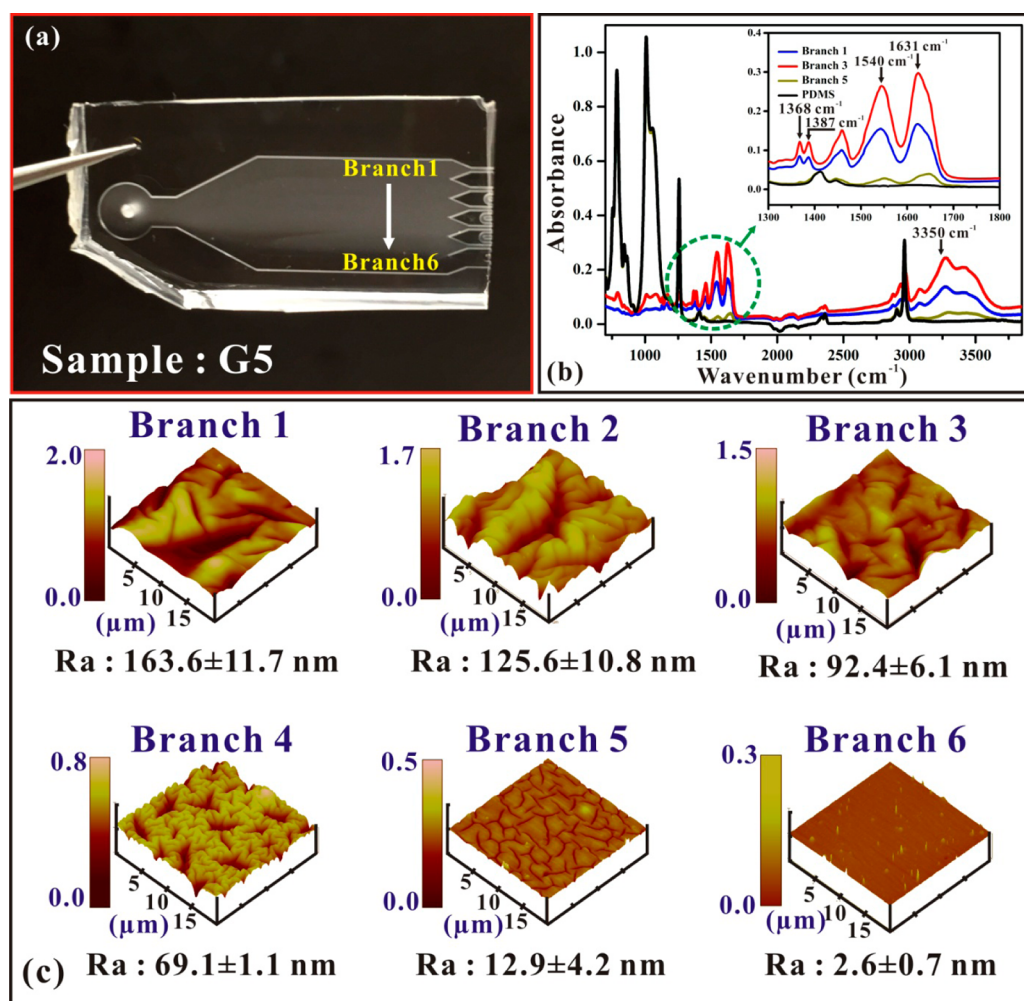 (a)
Branch1
Branch6
Sample : G5
Absorbance
1.0
0.8
0.6
0.4
0.2
0.0
1000
1500
2000
2500
3000
3500
Wavenumber (cm⁻¹)
(b)
3350 cm⁻¹
0.4
0.3
0.2
0.1
0.0
1300
1400
1500
1600
1700
1800
Branch 1
Branch 3
Branch 5
PDMS
1368 cm⁻¹
1387 cm⁻¹
1540 cm⁻¹
1631 cm⁻¹
Branch 1
2.0
0.0
5
10
15
(µm)
Ra : 163.6±11.7 nm
Branch 2
1.7
0.0
5
10
15
(µm)
Ra : 125.6±10.8 nm
Branch 3
1.5
0.0
5
10
15
(µm)
Ra : 92.4±6.1 nm
Branch 4
0.8
0.0
5
10
15
(µm)
Ra : 69.1±1.1 nm
Branch 5
0.5
0.0
5
10
15
(µm)
Ra : 12.9±4.2 nm
Branch 6
0.3
0.0
5
10
15
(µm)
Ra : 2.6±0.7 nm
(c)